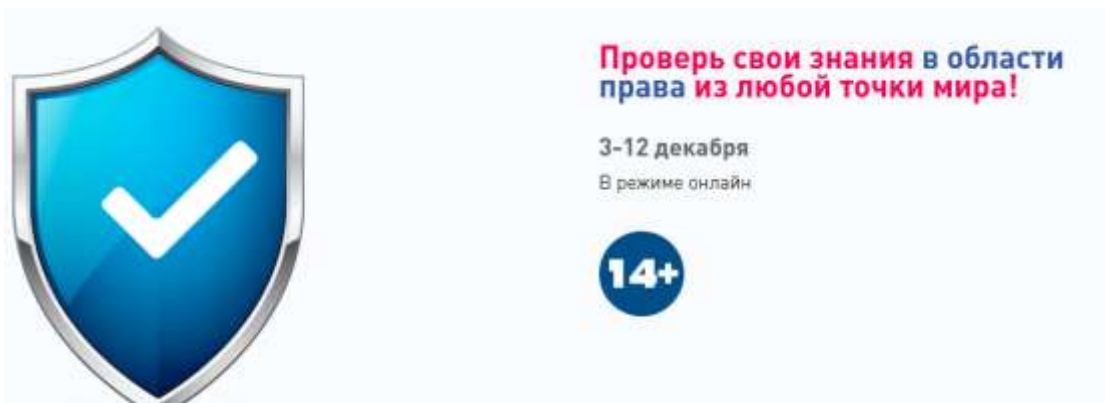 Проверь свои знания в области
права из любой точки мира!
3-12 декабря
В режиме онлайн
14+